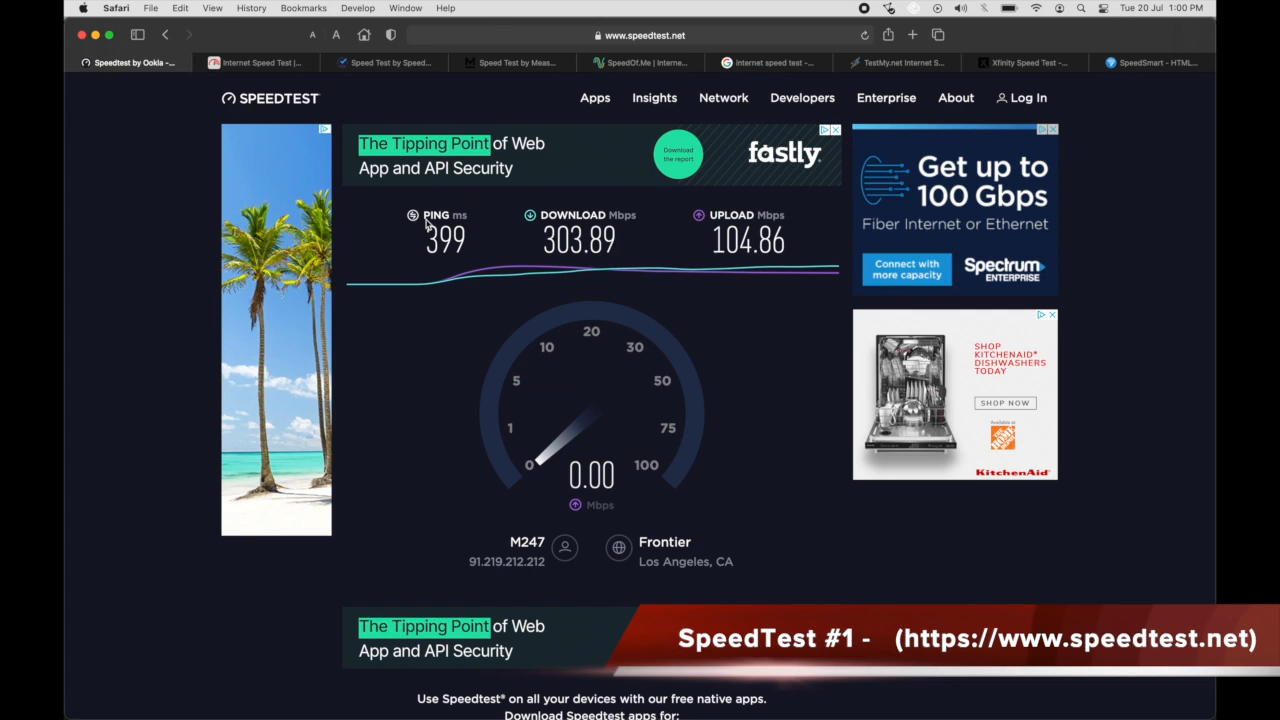 Safari File Edit View History Bookmarks Develop Window Help Tue 20 Jul 1:00 PM
A A www.speedtest.net
Speedtest by Ookla -... Internet Speed Test |... Speed Test by Speed... Speed Test by Meas... SpeedOf.Me | Interne... internet speed test -... TestMy.net Internet S... Xfinity Speed Test -... SpeedSmart - HTML...
SPEEDTEST Apps Insights Network Developers Enterprise About Log In
The Tipping Point of Web
App and API Security
Download
the report
fastly
Get up to
100 Gbps
Fiber Internet or Ethernet
Connect with
more capacity
Spectrum
ENTERPRISE
PING ms DOWNLOAD Mbps UPLOAD Mbps
399 303.89 104.86
SHOP
KITCHENAID®
DISHWASHERS
TODAY
SHOP NOW
Available at
KitchenAid
0 1 5 10 20 30 50 75 100
0.00
Mbps
M247
91.219.212.212
Frontier
Los Angeles, CA
The Tipping Point of Web
App and API Security
SpeedTest #1 - (https://www.speedtest.net)
Use Speedtest® on all your devices with our free native apps.
Download Speedtest apps for: